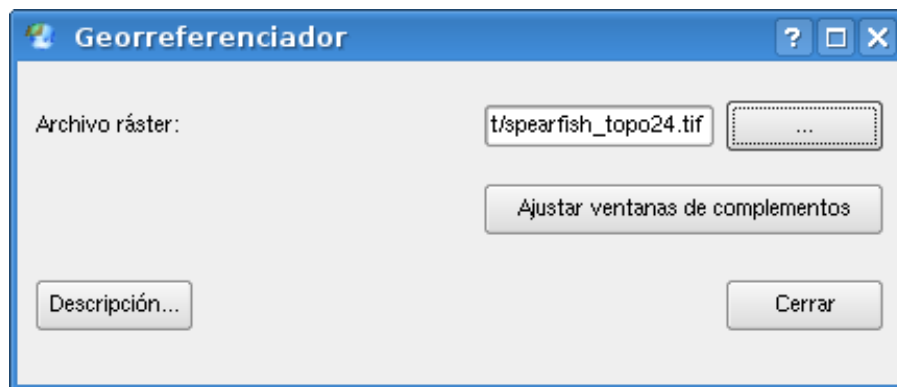 Georreferenciador
Archivo ráster: t/spearfish_topo24.tif ...
Ajustar ventanas de complementos
Descripción... Cerrar